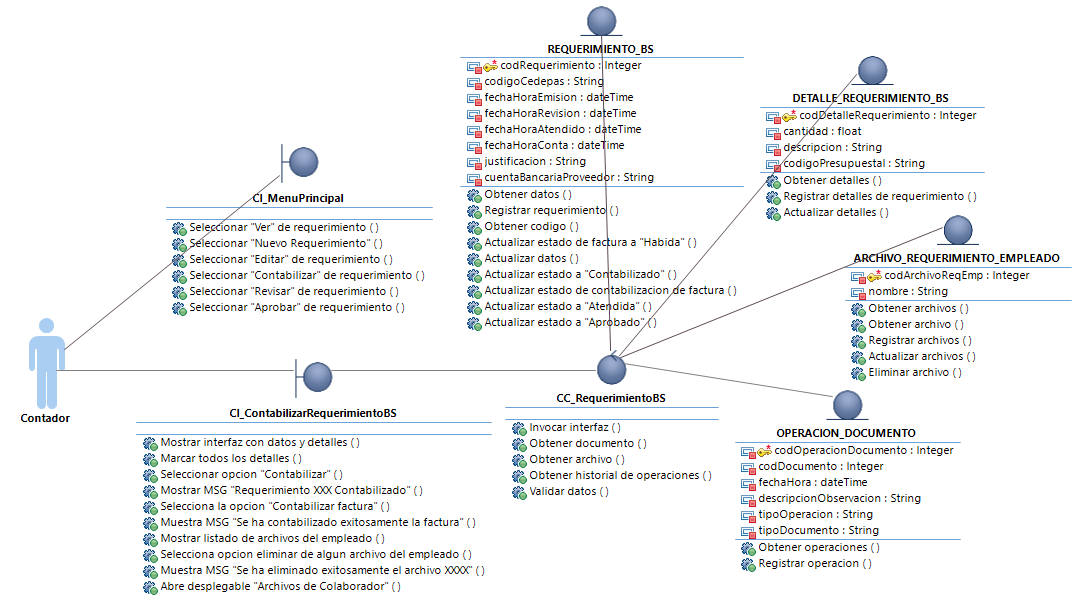 REQUERIMIENTO_BS
codRequerimiento : Integer
codigoCedepas : String
fechaHoraEmision : dateTime
fechaHoraRevision : dateTime
fechaHoraAtendido : dateTime
fechaHoraConta : dateTime
justificacion : String
cuentaBancariaProveedor : String
Obtener datos ( )
Registrar requerimiento ( )
Obtener codigo ( )
Actualizar estado de factura a "Habida" ( )
Actualizar datos ( )
Actualizar estado a "Contabilizado" ( )
Actualizar estado de contabilizacion de factura ( )
Actualizar estado a "Atendida" ( )
Actualizar estado a "Aprobado" ( )
DETALLE_REQUERIMIENTO_BS
codDetalleRequerimiento : Integer
cantidad : float
descripcion : String
codigoPresupuestal : String
Obtener detalles ( )
Registrar detalles de requerimiento ( )
Actualizar detalles ( )
CI_MenuPrincipal
Seleccionar "Ver" de requerimiento ( )
Seleccionar "Nuevo Requerimiento" ( )
Seleccionar "Editar" de requerimiento ( )
Seleccionar "Contabilizar" de requerimiento ( )
Seleccionar "Revisar" de requerimiento ( )
Seleccionar "Aprobar" de requerimiento ( )
ARCHIVO_REQUERIMIENTO_EMPLEADO
codArchivoReqEmp : Integer
nombre : String
Obtener archivos ( )
Obtener archivo ( )
Registrar archivos ( )
Actualizar archivos ( )
Eliminar archivo ( )
Contador
CI_ContabilizarRequerimientoBS
Mostrar interfaz con datos y detalles ( )
Marcar todos los detalles ( )
Seleccionar opcion "Contabilizar" ( )
Mostrar MSG "Requerimiento XXX Contabilizado" ( )
Selecciona la opcion "Contabilizar factura" ( )
Muestra MSG "Se ha contabilizado exitosamente la factura" ( )
Mostrar listado de archivos del empleado ( )
Selecciona opcion eliminar de algun archivo del empleado ( )
Muestra MSG "Se ha eliminado exitosamente el archivo XXXX" ( )
Abre desplegable "Archivos de Colaborador" ( )
CC_RequerimientoBS
Invocar interfaz ( )
Obtener documento ( )
Obtener archivo ( )
Obtener historial de operaciones ( )
Validar datos ( )
OPERACION_DOCUMENTO
codOperacionDocumento : Integer
codDocumento : Integer
fechaHora : dateTime
descripcionObservacion : String
tipoOperacion : String
tipoDocumento : String
Obtener operaciones ( )
Registrar operacion ( )